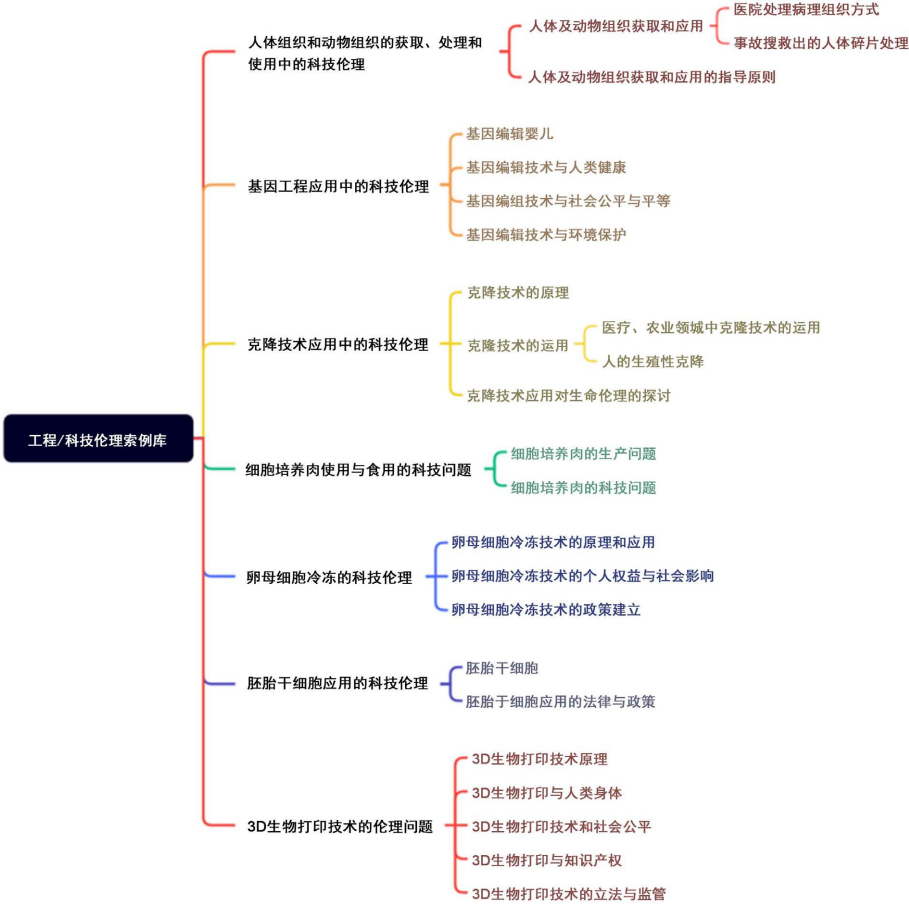 人体组织和动物组织的获取、处理和
使用中的科技伦理
人体及动物组织获取和应用
医院处理病理组织方式
事故搜救出的人体碎片处理
人体及动物组织获取和应用的指导原则
基因工程应用中的科技伦理
基因编辑婴儿
基因编辑技术与人类健康
基因编组技术与社会公平与平等
基因编辑技术与环境保护
克降技术应用中的科技伦理
克降技术的原理
克隆技术的运用
医疗、农业领城中克隆技术的运用
人的生殖性克降
克降技术应用对生命伦理的探讨
工程/科技伦理索例库
细胞培养肉使用与食用的科技问题
细胞培养肉的生产问题
细胞培养肉的科技问题
卵母细胞冷冻的科技伦理
卵母细胞冷冻技术的原理和应用
卵母细胞冷冻技术的个人权益与社会影响
卵母细胞冷冻技术的政策建立
胚胎干细胞应用的科技伦理
胚胎干细胞
胚胎于细胞应用的法律与政策
3D生物打印技术的伦理问题
3D生物打印技术原理
3D生物打印与人类身体
3D生物打印技术和社会公平
3D生物打印与知识产权
3D生物打印技术的立法与监管